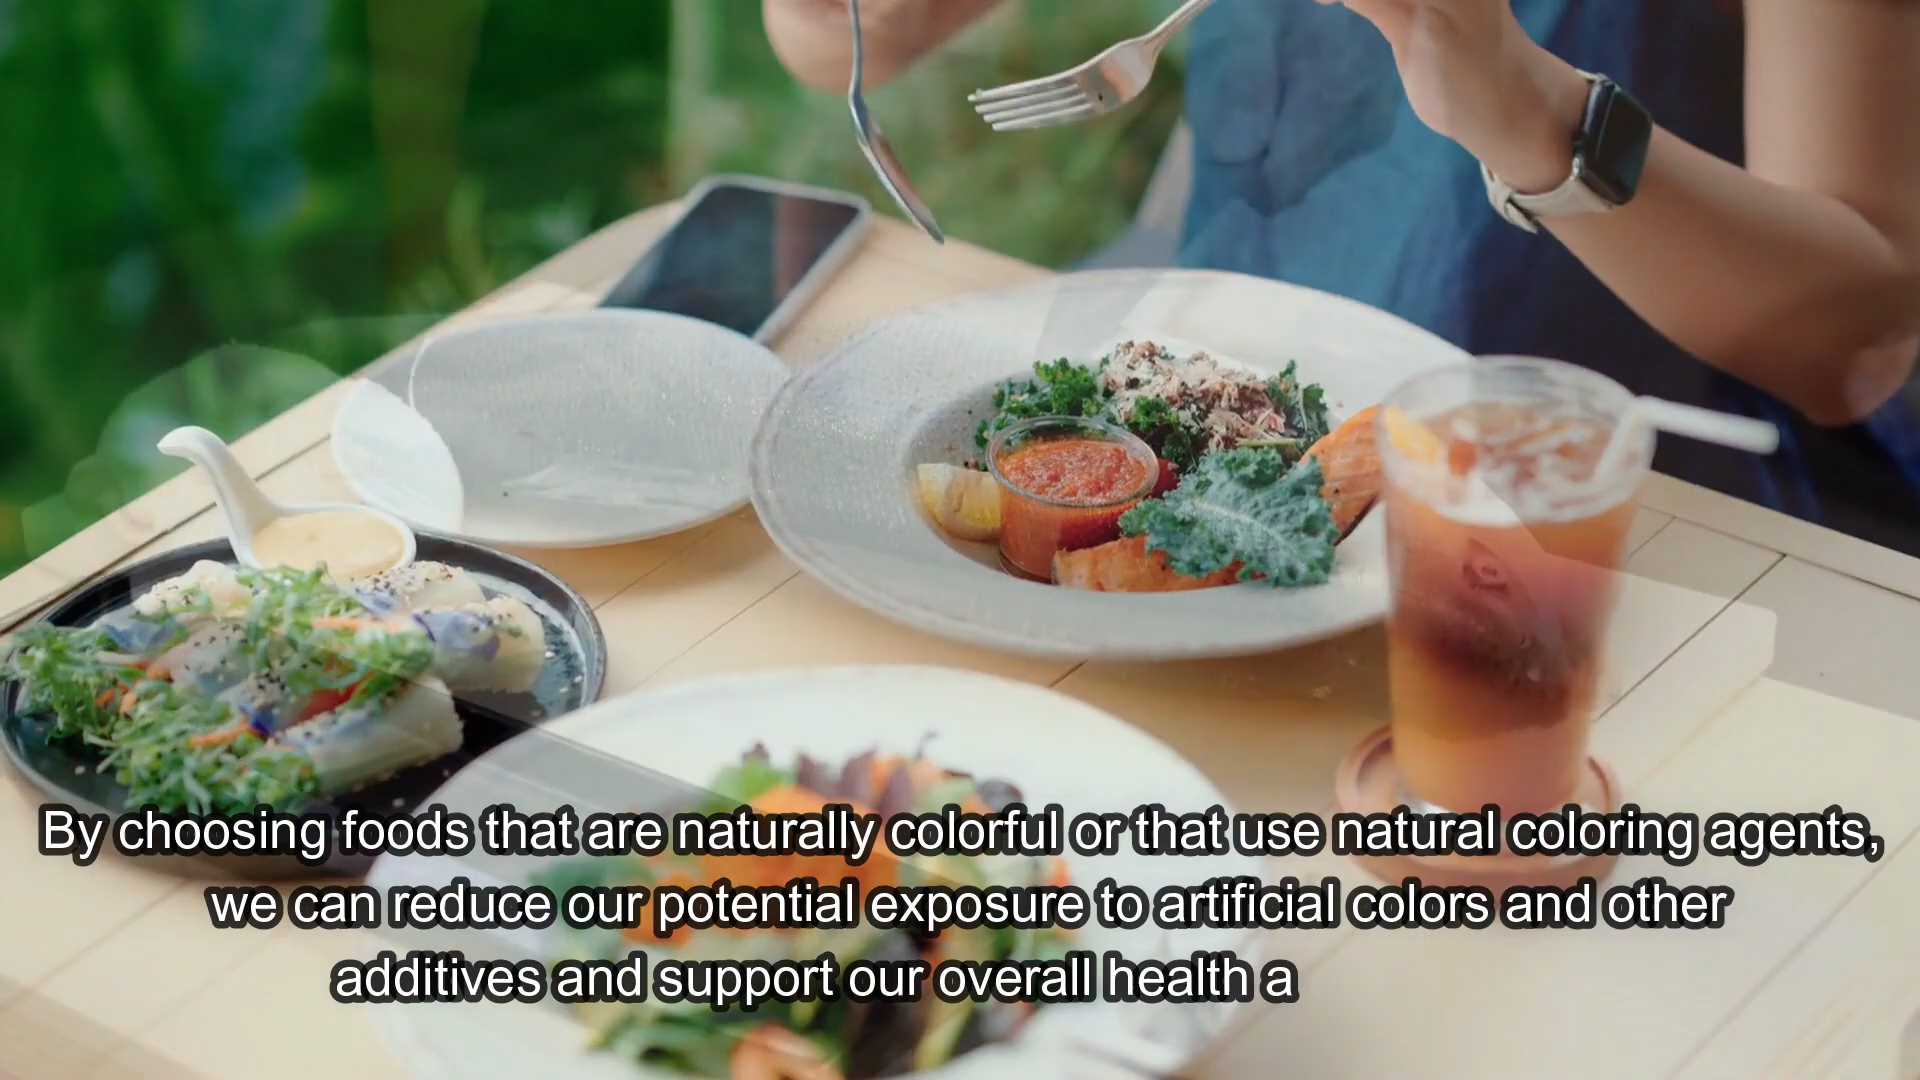 By choosing foods that are naturally colorful or that use natural coloring agents,
we can reduce our potential exposure to artificial colors and other
additives and support our overall health a